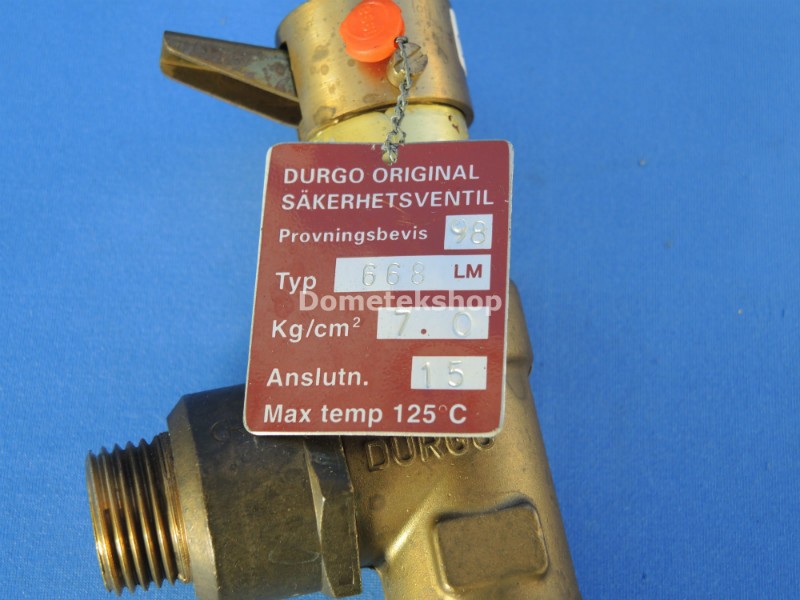 DURGO ORIGINAL
SÄKERHETSVENTIL
Provningsbevis 98
Typ 668 LM
Dometekshop
Kg/cm² 7.0
Anslutn. 15
Max temp 125°C
DURGO